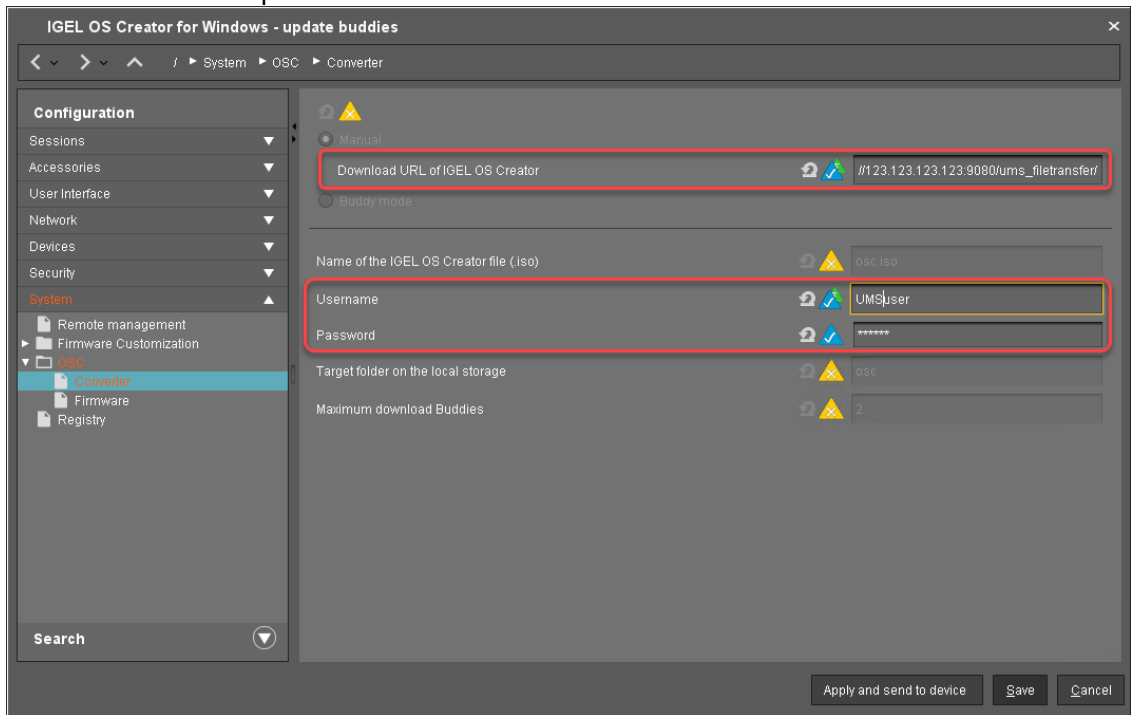 IGEL OS Creator for Windows - update buddies
/ System OSC Converter
Configuration
Sessions
Accessories
User Interface
Network
Devices
Security
System
Remote management
Firmware Customization
OSC
Converter
Firmware
Registry
Search
Manual
Download URL of IGEL OS Creator //123.123.123.123:9080/ums_filetransfer/
Buddy mode
Name of the IGEL OS Creator file (.iso) osc.iso
Username UMSuser
Password ******
Target folder on the local storage osc
Maximum download Buddies 2
Apply and send to device Save Cancel